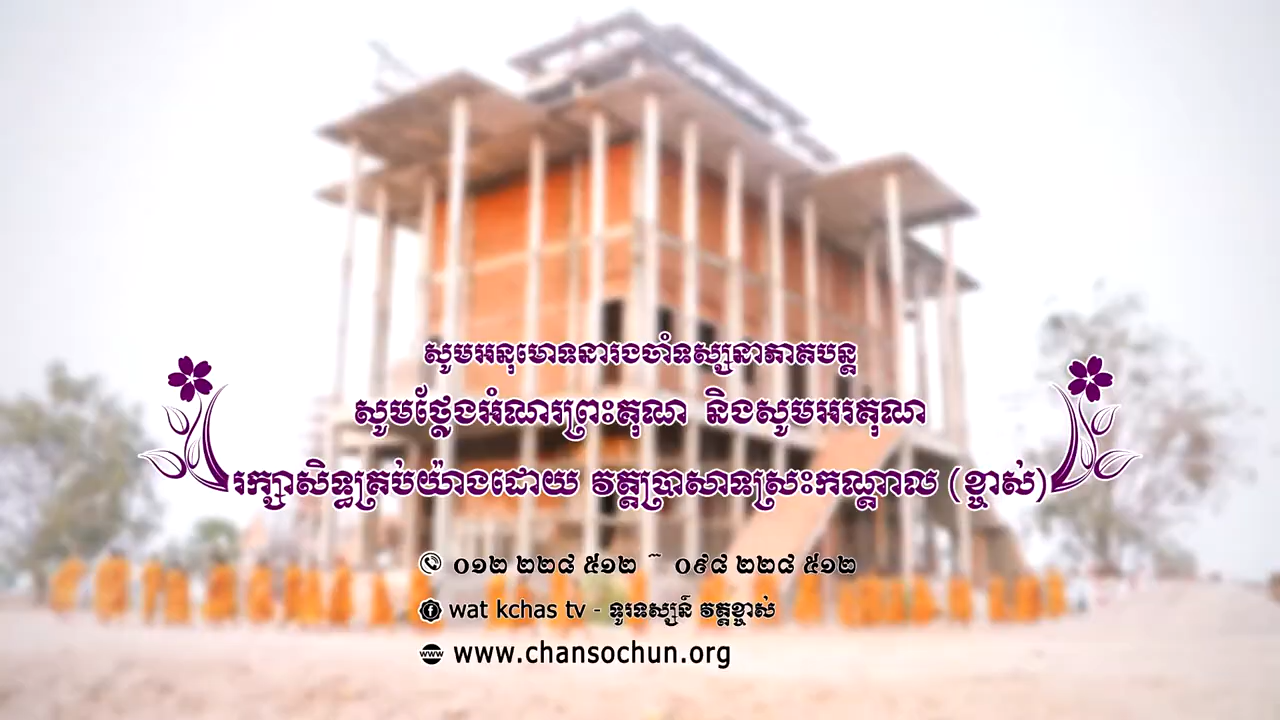 សូមអនុមោទនារងចាំទស្សនាភាគបន្ត
សូមថ្លែងអំណរព្រះគុណ និងសូមអរគុណ
រក្សាសិទ្ធគ្រប់យ៉ាងដោយ វត្តប្រាសាទស្រះកណ្ដាល (ខ្ចាស់)
០១២ ២២៨ ៥១២ ~ ០៩៨ ២២៨ ៥១២
wat kchas tv - ទូរទស្សន៍ វត្តខ្ចាស់
www.chansochun.org